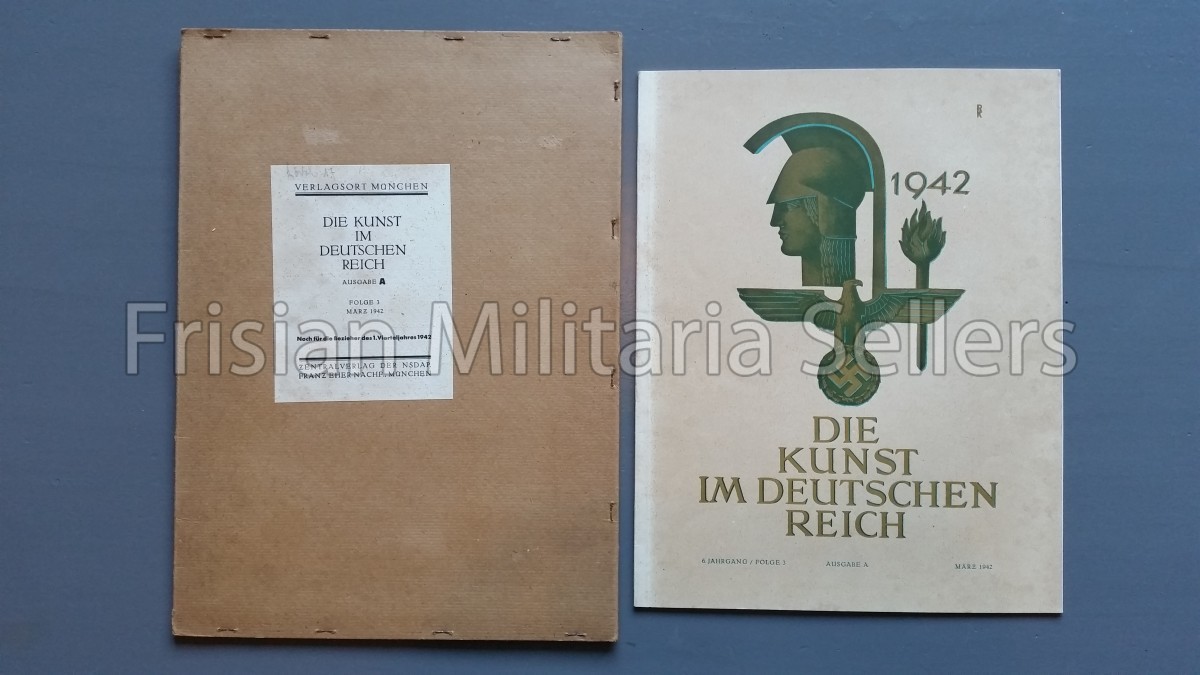 VERLAGSORT MÜNCHEN
DIE KUNST
IM
DEUTSCHEN
REICH
AUSGABE A
FOLGE 3
MÄRZ 1942
Noch für die Bezieher des 1. Vierteljahres 1942
ZENTRALVERLAG DER NSDAP.
FRANZ EHER NACHF., MÜNCHEN
1942
DIE
KUNST
IM DEUTSCHEN
REICH
6. JAHRGANG / FOLGE 3 AUSGABE A MÄRZ 1942
Frisian Militaria Sellers